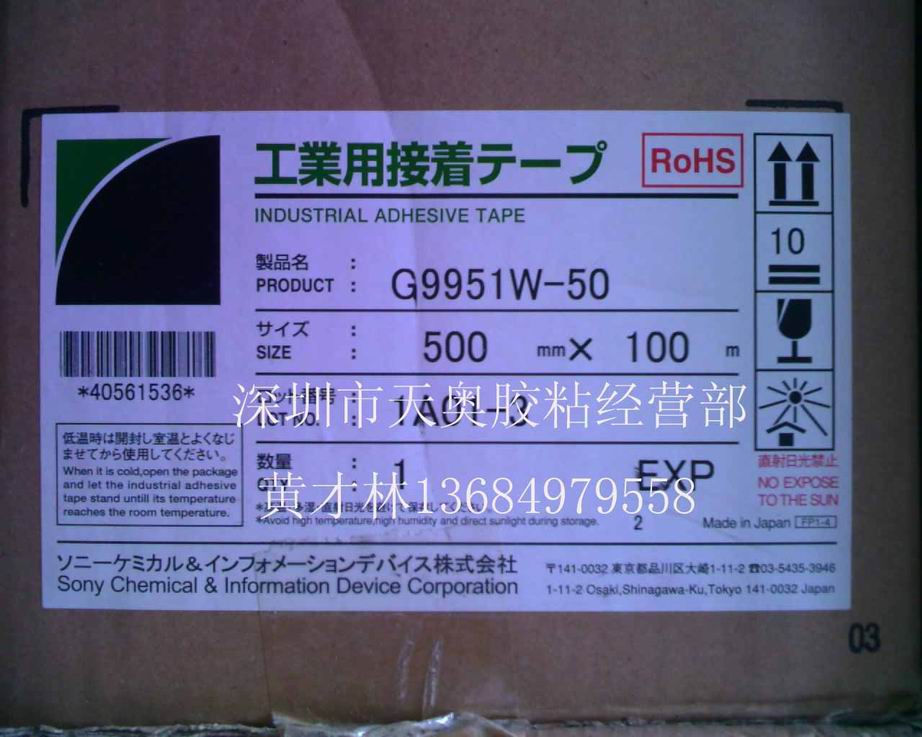 工業用接着テープ
RoHS
INDUSTRIAL ADHESIVE TAPE
製品名 :
PRODUCT : G9951W-50
サイズ :
SIZE : 500 mm × 100 m
*40561536*
深圳市天奥胶粘经营部
数量 :
1
EXP
黄才林13684979558
2
低温時は開封し室温とよくなじ
ませてから使用してください。
When it is cold,open the package
and let the industrial adhesive
tape stand untill its temperature
reaches the room temperature.
*Avoid high temperature,high humidity and direct sunlight during storage.
10
直射日光禁止
NO EXPOSE
TO THE SUN
Made in Japan FP1-4
ソニーケミカル&インフォメーションデバイス株式会社
Sony Chemical & Information Device Corporation
〒141-0032 東京都品川区大崎1-11-2 ☎03-5435-3946
1-11-2 Osaki,Shinagawa-Ku,Tokyo 141-0032 Japan
03